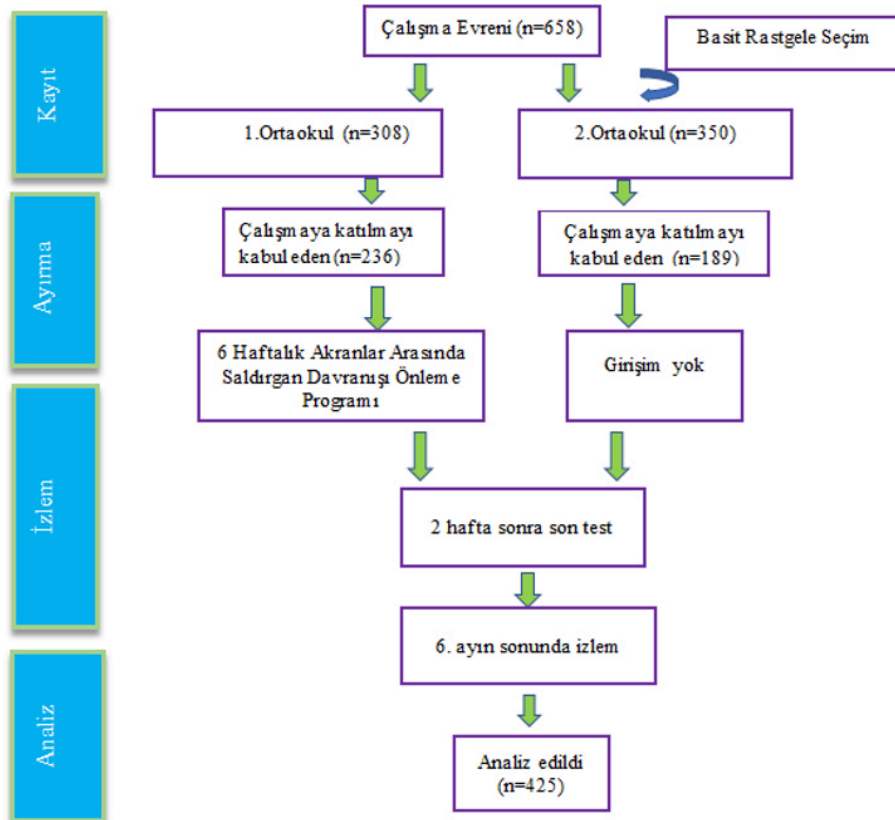 Kayıt
Çalışma Evreni (n=658)
Basit Rastgele Seçim
1.Ortaokul (n=308)
2.Ortaokul (n=350)
Ayırma
Çalışmaya katılmayı
kabul eden (n=236)
Çalışmaya katılmayı
kabul eden (n=189)
6 Haftalık Akranlar Arasında
Saldırgan Davranışı Önleme
Programı
Girişim yok
İzlem
2 hafta sonra son test
6. ayın sonunda izlem
Analiz
Analiz edildi
(n=425)